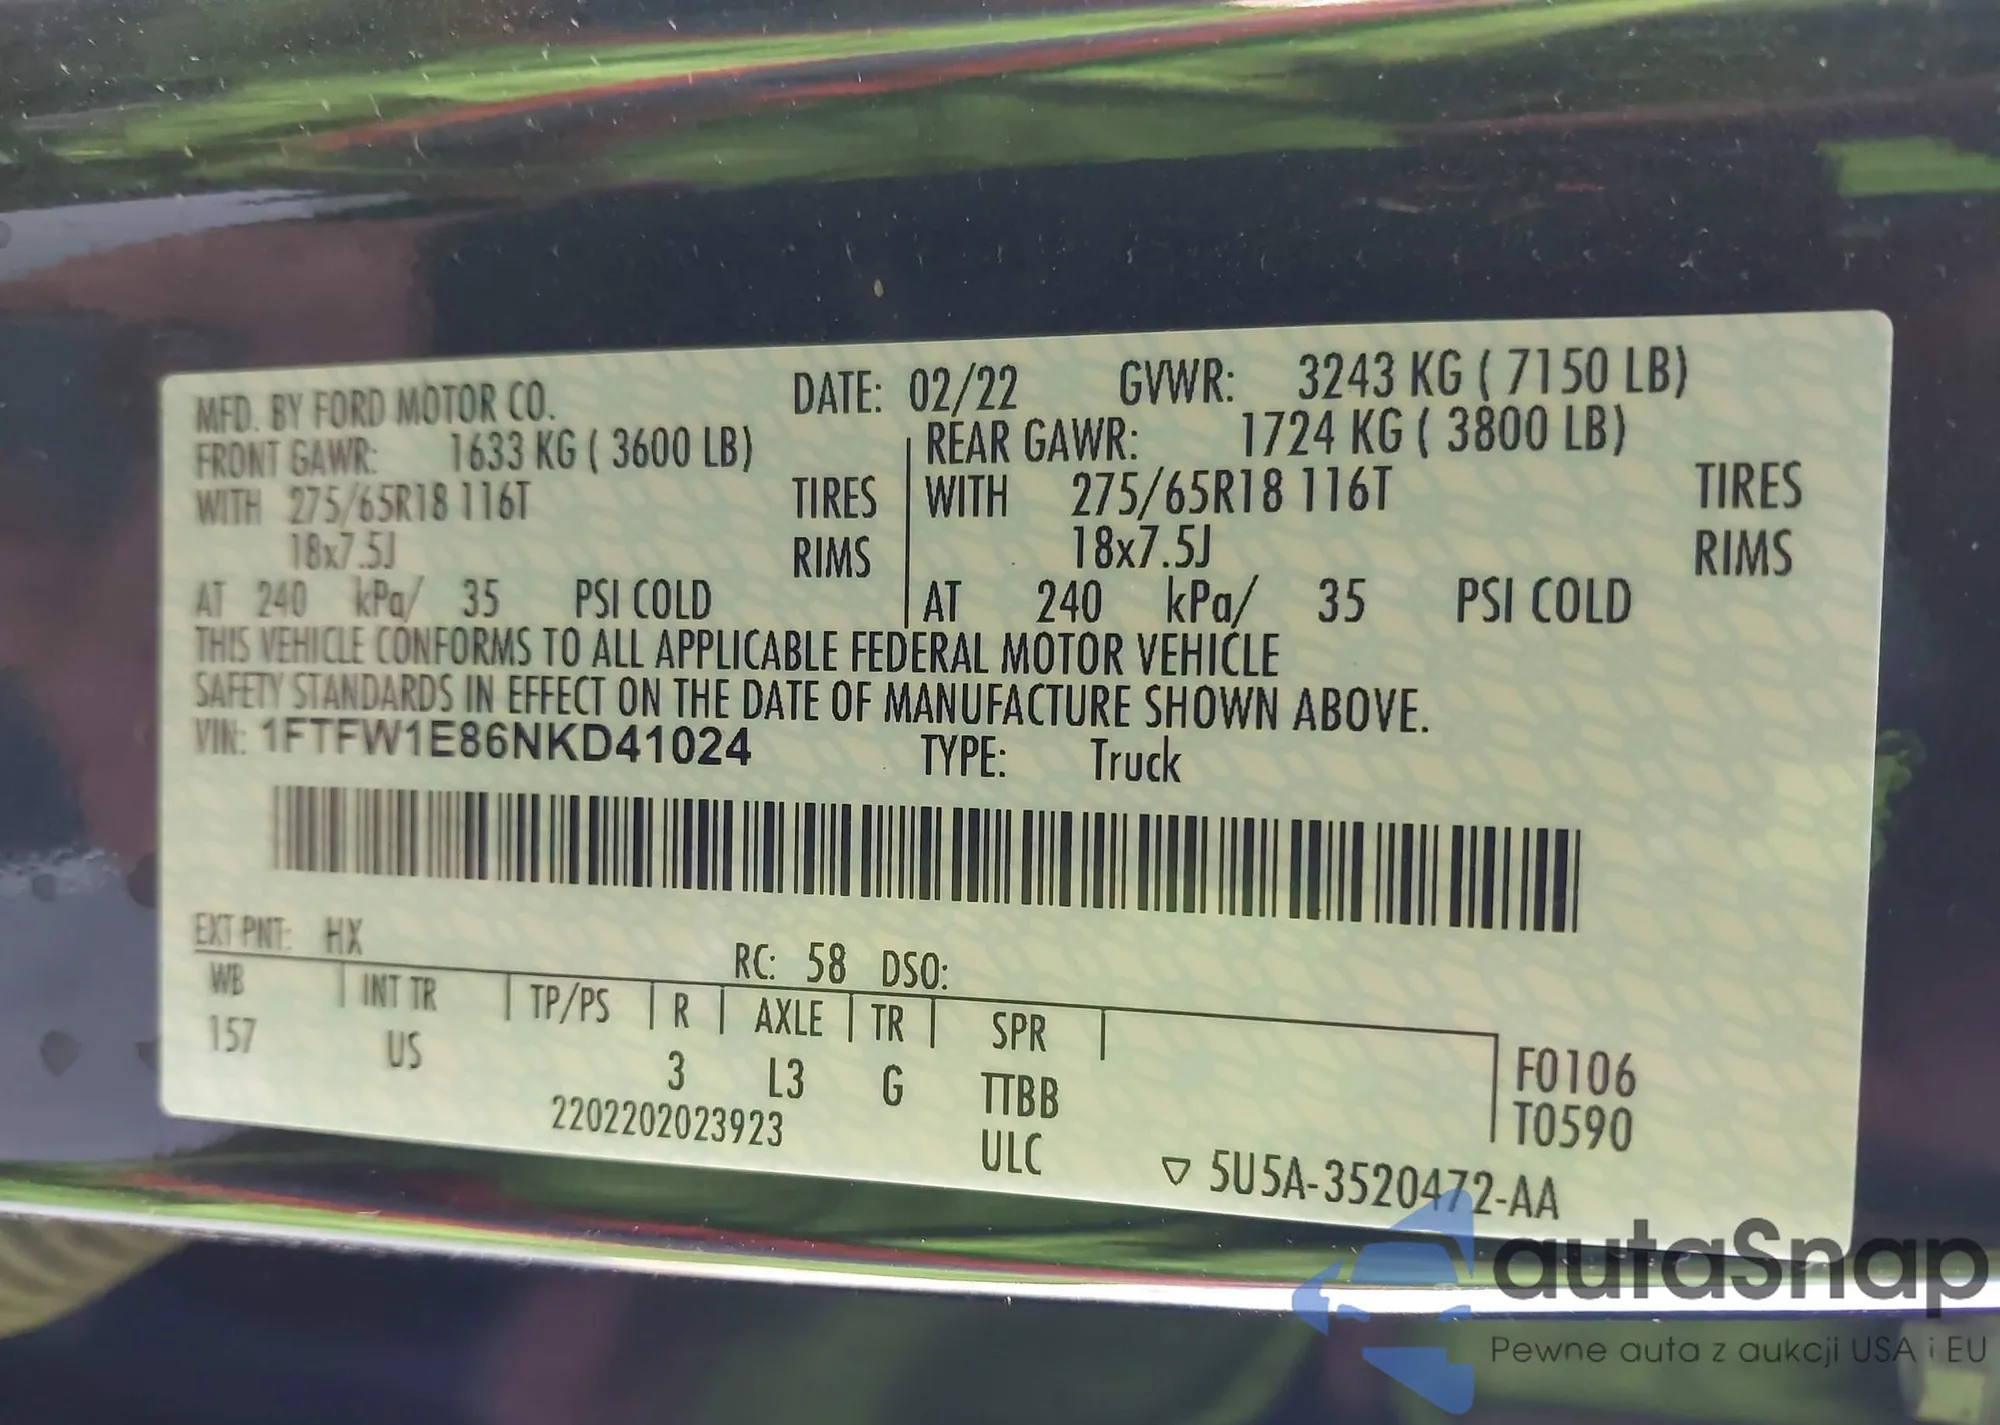 MFD. BY FORD MOTOR CO. DATE: 02/22 GVWR: 3243 KG ( 7150 LB)
FRONT GAWR: 1633 KG ( 3600 LB) REAR GAWR: 1724 KG ( 3800 LB)
WITH 275/65R18 116T TIRES WITH 275/65R18 116T TIRES
18x7.5J RIMS 18x7.5J RIMS
AT 240 kPa/ 35 PSI COLD AT 240 kPa/ 35 PSI COLD
THIS VEHICLE CONFORMS TO ALL APPLICABLE FEDERAL MOTOR VEHICLE
SAFETY STANDARDS IN EFFECT ON THE DATE OF MANUFACTURE SHOWN ABOVE.
VIN: 1FTFW1E86NKD41024 TYPE: Truck
EXT PNT: HX RC: 58 DSO:
WB INT TR TP/PS R AXLE TR SPR
157 US 3 L3 G TTBB F0106
2202202023923 ULC T0590
▽ 5U5A-3520472-AA
autaSnap
Pewne auta z aukcji USA i EU